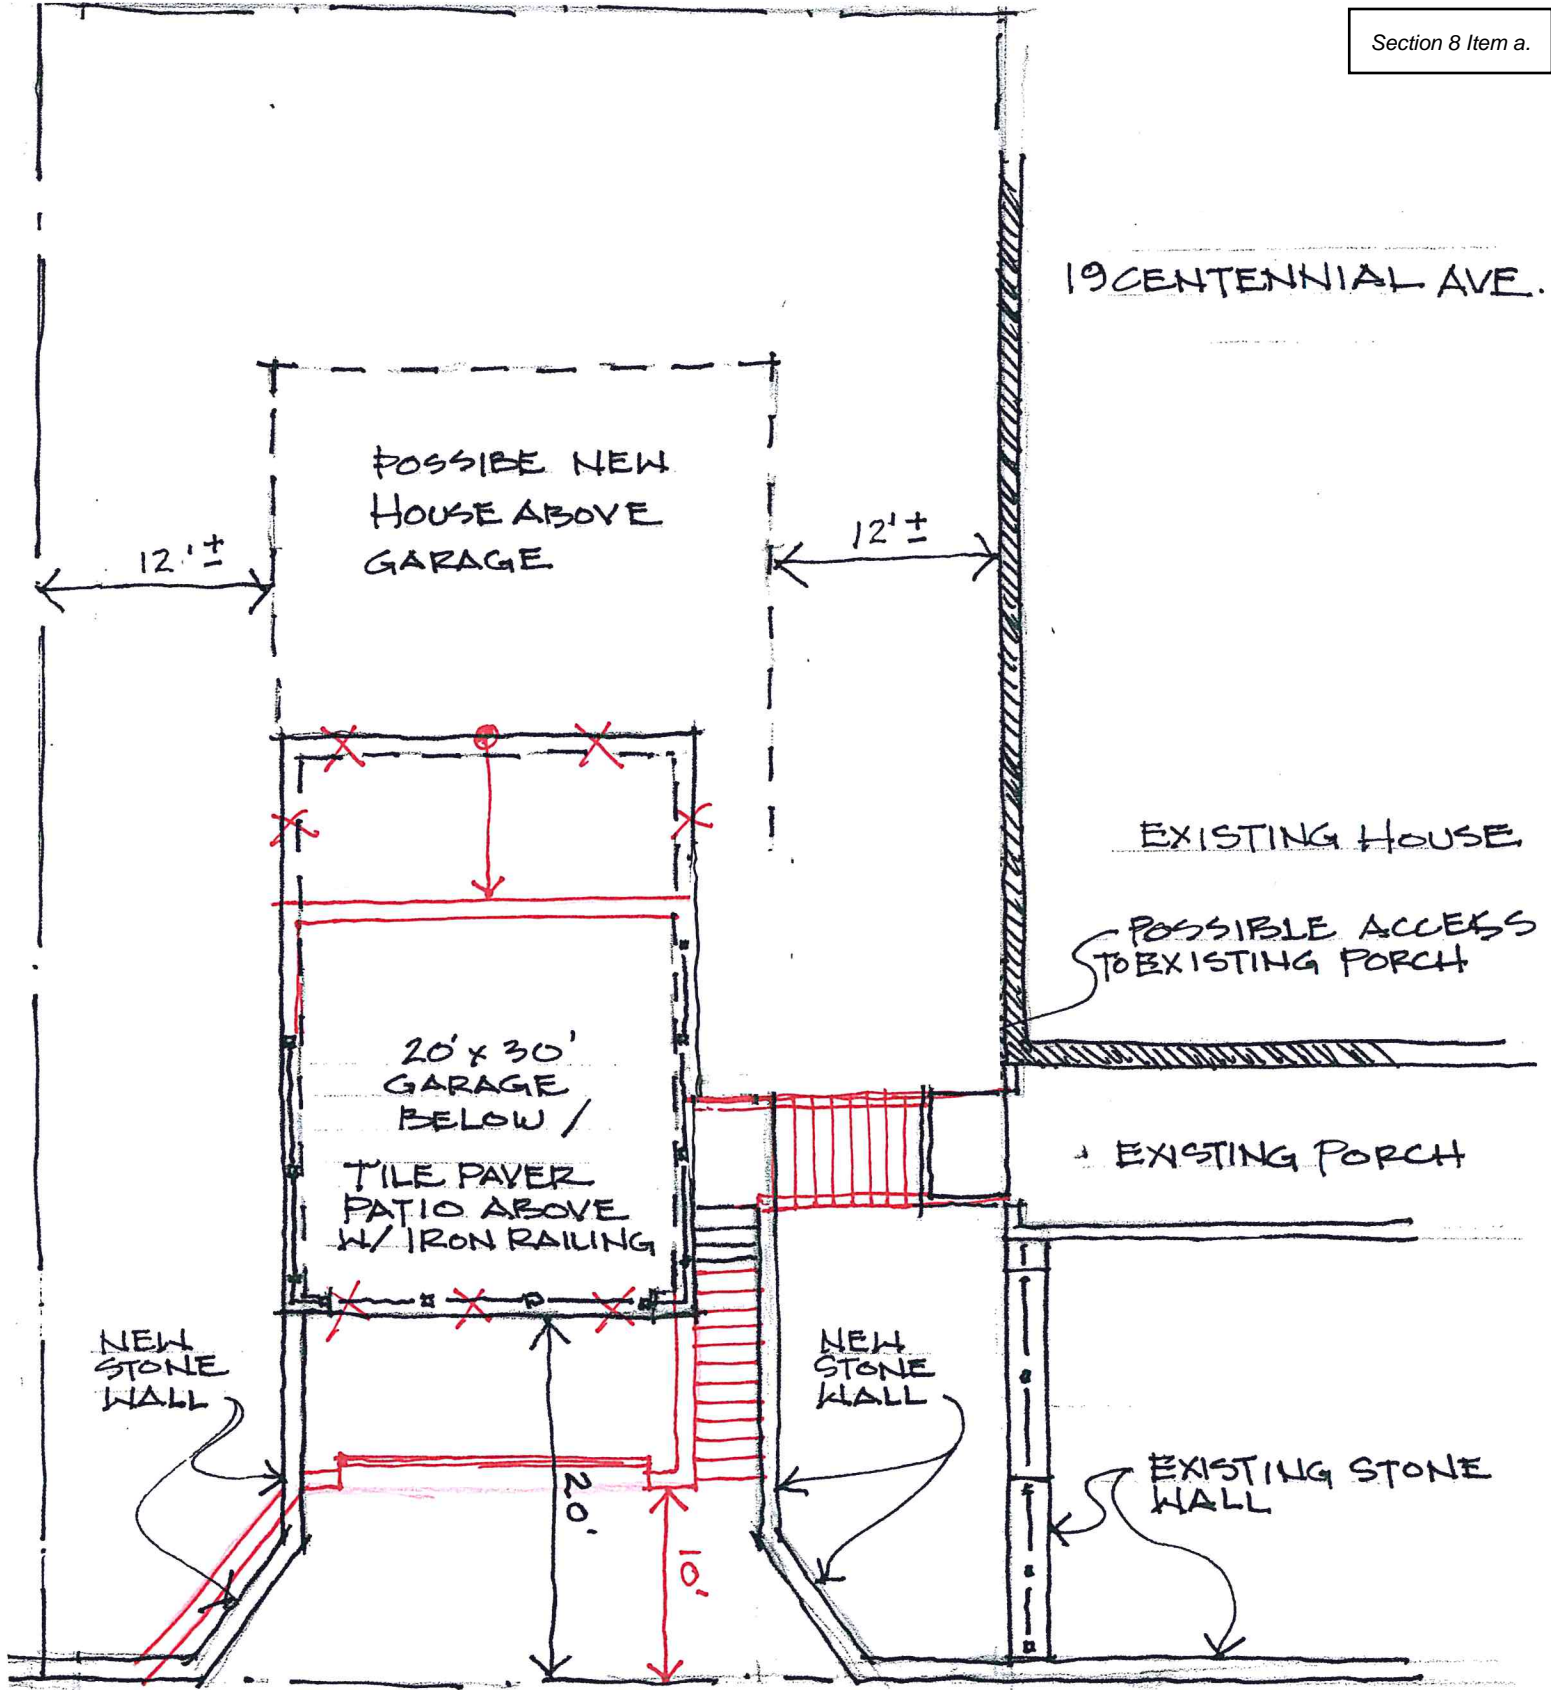 Section 8 Item a.
19 CENTENNIAL AVE.
POSSIBE NEW
HOUSE ABOVE
GARAGE
12' ±
12' ±
EXISTING HOUSE
POSSIBLE ACCESS
TO EXISTING PORCH
20' x 30'
GARAGE
BELOW /
TILE PAVER
PATIO ABOVE
W/ IRON RAILING
EXISTING PORCH
NEW
STONE
WALL
NEW
STONE
WALL
EXISTING STONE
WALL
20'
10'